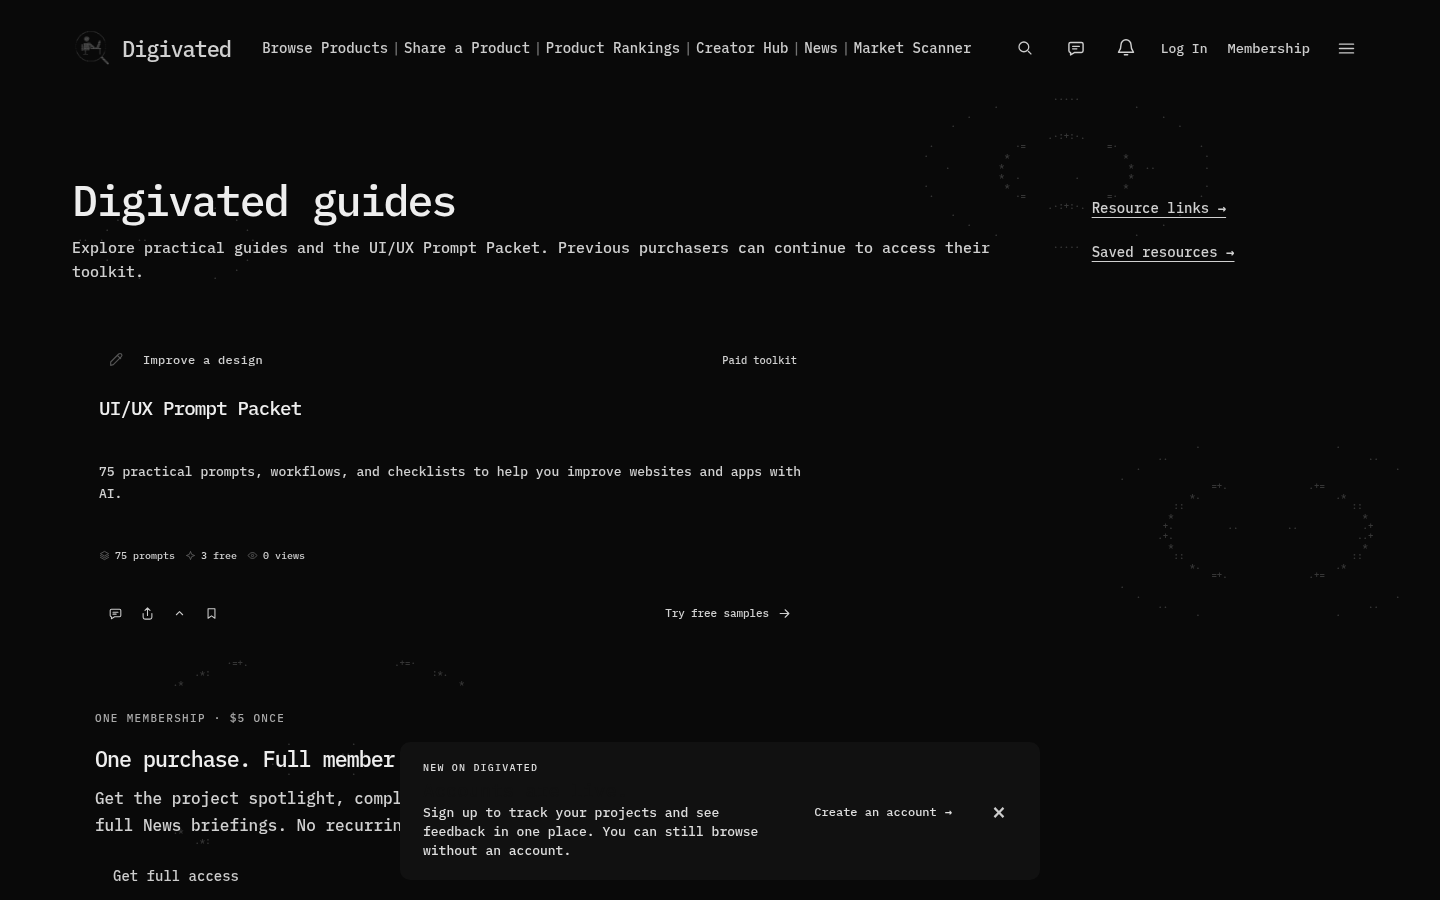 Digivated
Browse Products | Share a Product | Product Rankings | Creator Hub | News | Market Scanner
Log In
Membership
Digivated guides
Explore practical guides and the UI/UX Prompt Packet. Previous purchasers can continue to access their
toolkit.
Resource links →
Saved resources →
Improve a design
Paid toolkit
UI/UX Prompt Packet
75 practical prompts, workflows, and checklists to help you improve websites and apps with
AI.
75 prompts
3 free
0 views
Try free samples →
ONE MEMBERSHIP · $5 ONCE
One purchase. Full member
Get the project spotlight, compl
full News briefings. No recurrin
Get full access
NEW ON DIGIVATED
Sign up to track your projects and see
feedback in one place. You can still browse
without an account.
Create an account →
×